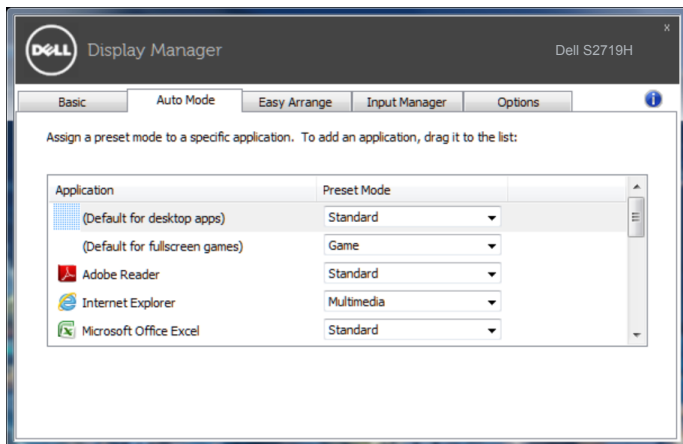 x
DELL Display Manager Dell S2719H
Basic Auto Mode Easy Arrange Input Manager Options
Assign a preset mode to a specific application. To add an application, drag it to the list:
Application Preset Mode
(Default for desktop apps) Standard
(Default for fullscreen games) Game
Adobe Reader Standard
Internet Explorer Multimedia
Microsoft Office Excel Standard